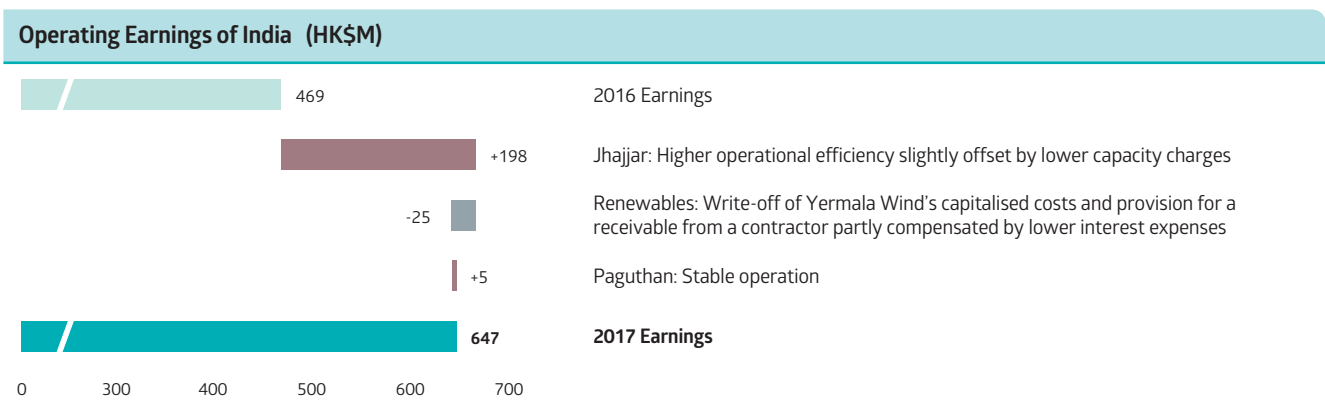 Operating Earnings of India (HK$M)
469 2016 Earnings
+198 Jhajjar: Higher operational efficiency slightly offset by lower capacity charges
-25 Renewables: Write-off of Yermala Wind's capitalised costs and provision for a
receivable from a contractor partly compensated by lower interest expenses
+5 Paguthan: Stable operation
647 2017 Earnings
0 300 400 500 600 700